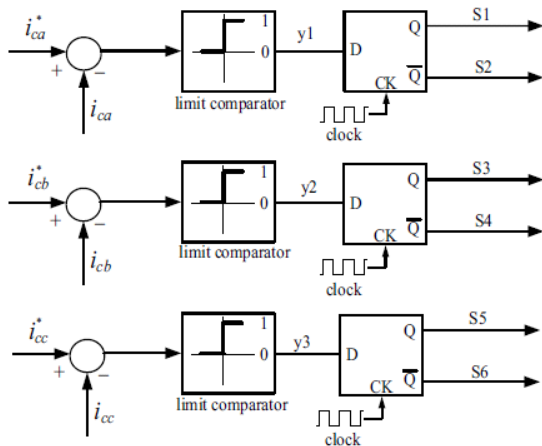 i*ca
+
−
ica
1
0
limit comparator
y1
D
Q
Q̅
CK
clock
S1
S2
i*cb
+
−
icb
1
0
limit comparator
y2
D
Q
Q̅
CK
clock
S3
S4
i*cc
+
−
icc
1
0
limit comparator
y3
D
Q
Q̅
CK
clock
S5
S6